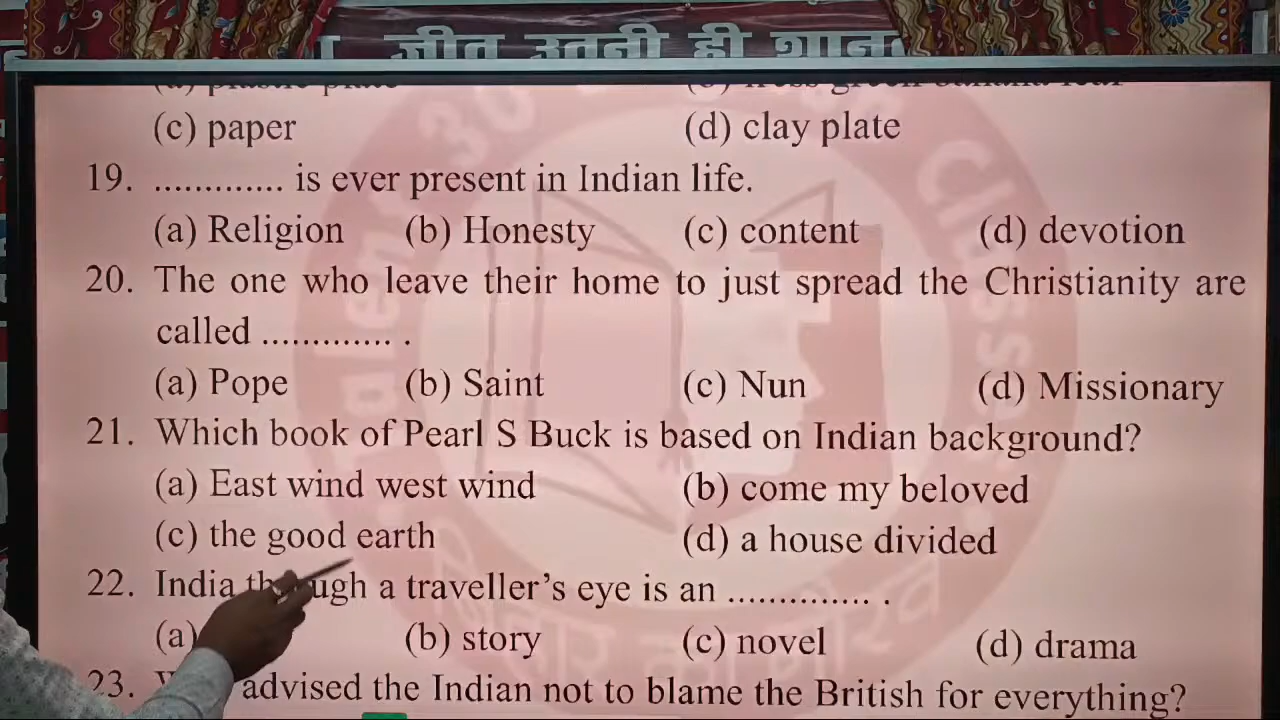 जीत उतनी ही शान
(c) paper (d) clay plate
19. ............. is ever present in Indian life.
(a) Religion (b) Honesty (c) content (d) devotion
20. The one who leave their home to just spread the Christianity are
called ............. .
(a) Pope (b) Saint (c) Nun (d) Missionary
21. Which book of Pearl S Buck is based on Indian background?
(a) East wind west wind (b) come my beloved
(c) the good earth (d) a house divided
22. India though a traveller's eye is an .............. .
(a) (b) story (c) novel (d) drama
23. advised the Indian not to blame the British for everything?